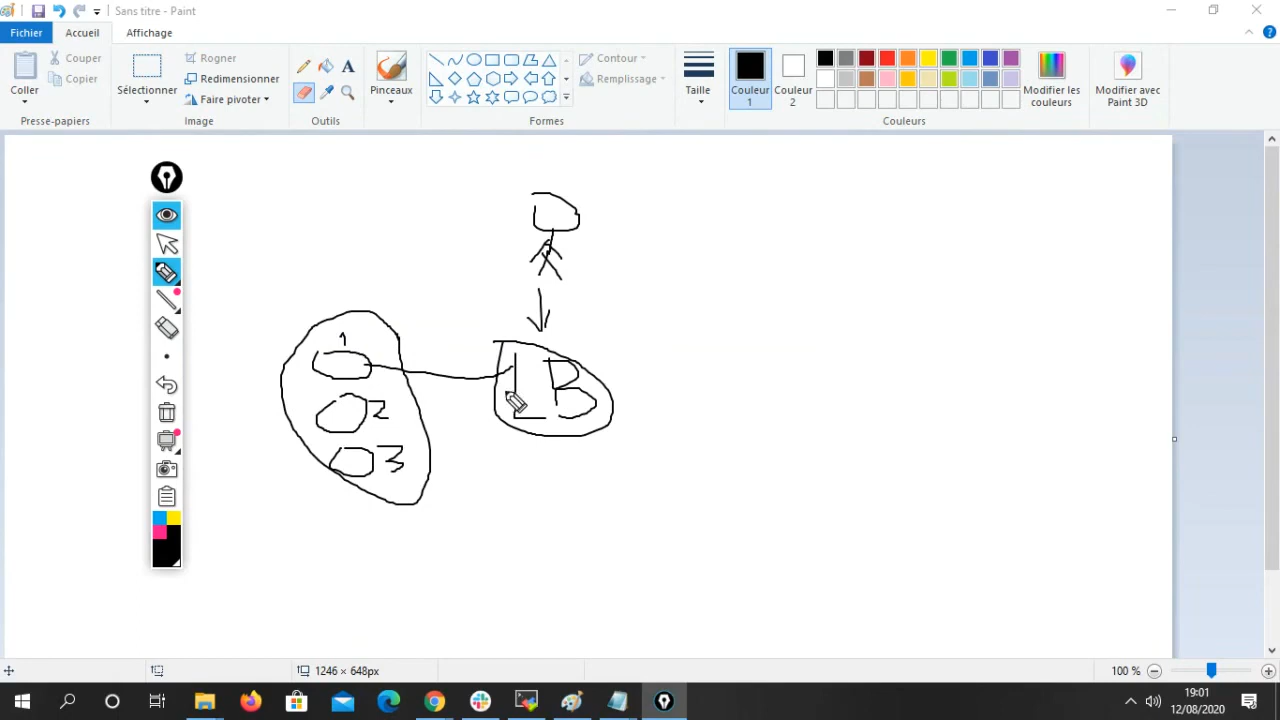 Sans titre - Paint
Fichier
Accueil
Affichage
Coller
Couper
Copier
Presse-papiers
Sélectionner
Rogner
Redimensionner
Faire pivoter
Image
A
Outils
Pinceaux
Contour
Remplissage
Formes
Taille
Couleur
1
Couleur
2
Modifier les
couleurs
Couleurs
Modifier avec
Paint 3D
1
2
3
LB
1246 × 648px
100 %
19:01
12/08/2020